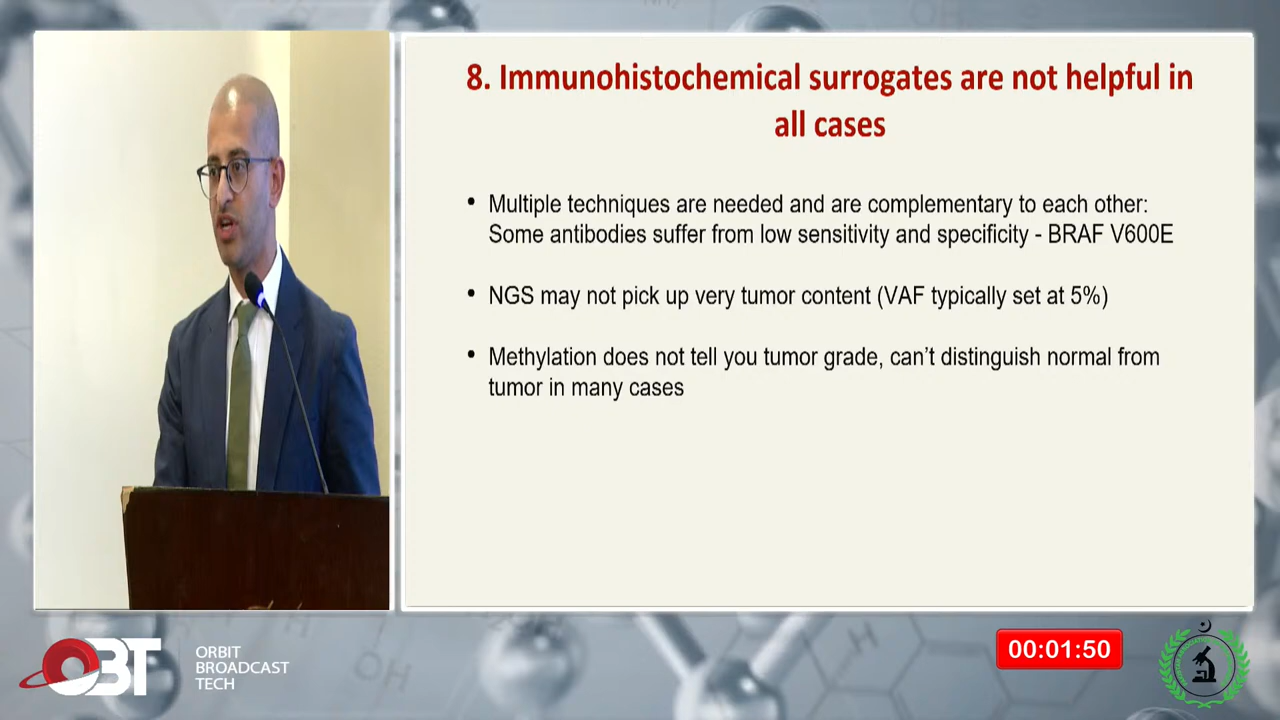 8. Immunohistochemical surrogates are not helpful in
all cases
• Multiple techniques are needed and are complementary to each other:
Some antibodies suffer from low sensitivity and specificity - BRAF V600E
• NGS may not pick up very tumor content (VAF typically set at 5%)
• Methylation does not tell you tumor grade, can’t distinguish normal from
tumor in many cases
OBT
ORBIT
BROADCAST
TECH
00:01:50